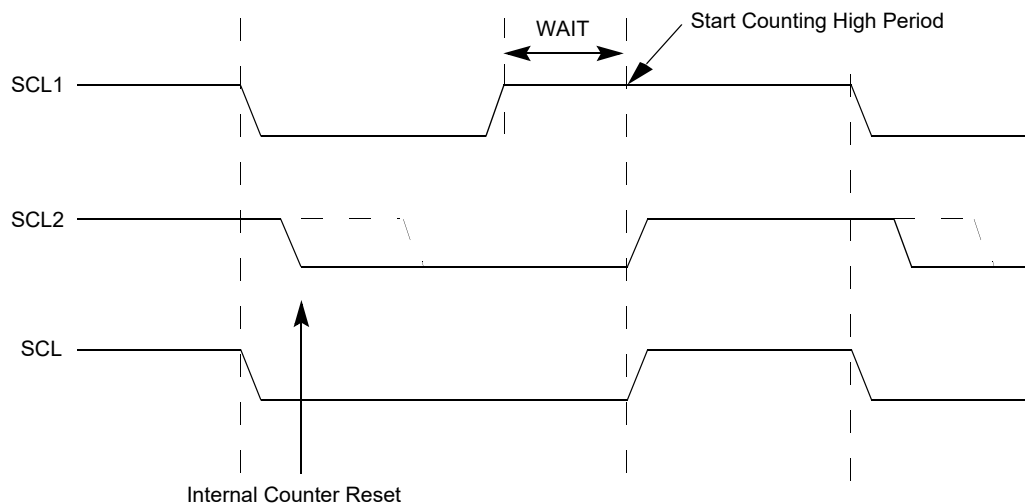 WAIT
Start Counting High Period
SCL1
SCL2
SCL
Internal Counter Reset